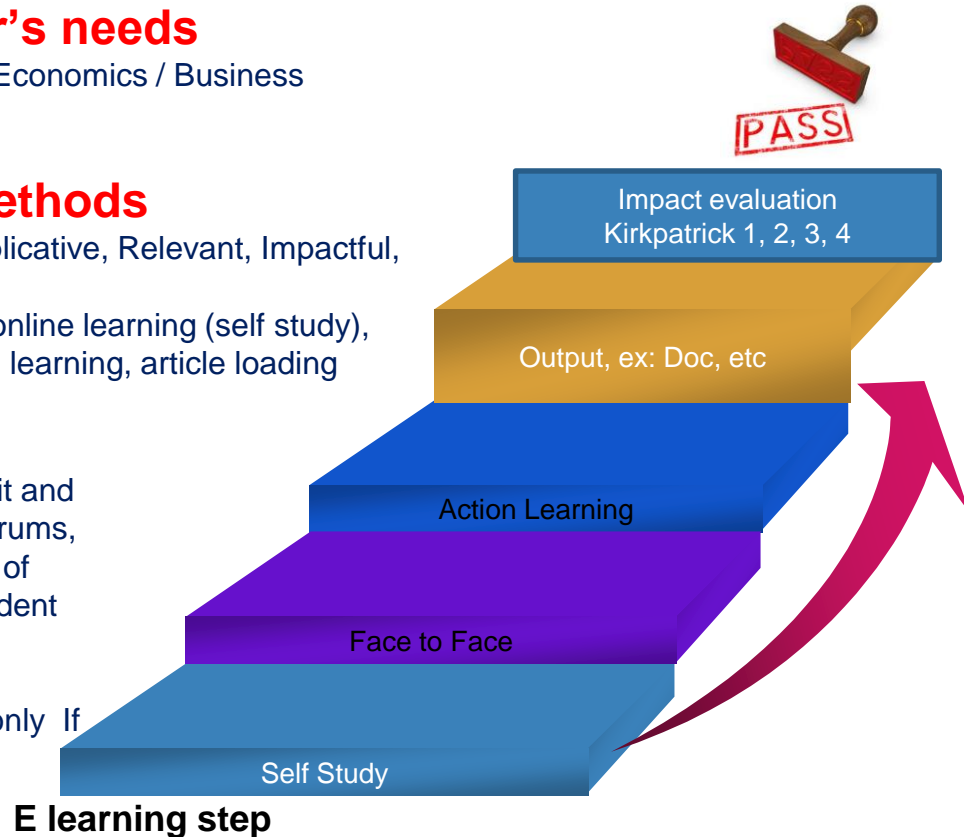 r's needs
Economics / Business
ethods
plicative, Relevant, Impactful,
online learning (self study),
learning, article loading
it and
rums,
of
dent
only If
PASS
Impact evaluation
Kirkpatrick 1, 2, 3, 4
Output, ex: Doc, etc
Action Learning
Face to Face
Self Study
E learning step